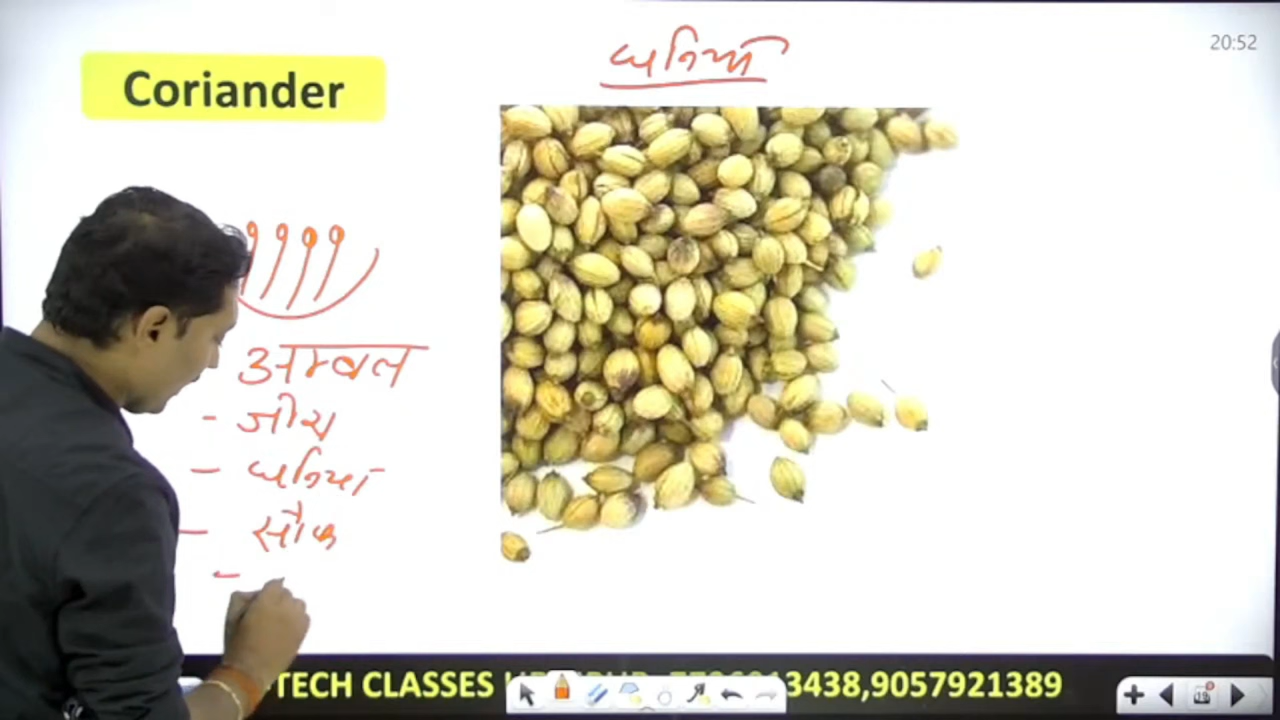 धनियाँ
20:52
Coriander
अम्बल
- जीरा
- धनियां
- सौंफ
-
TECH CLASSES 3438,9057921389